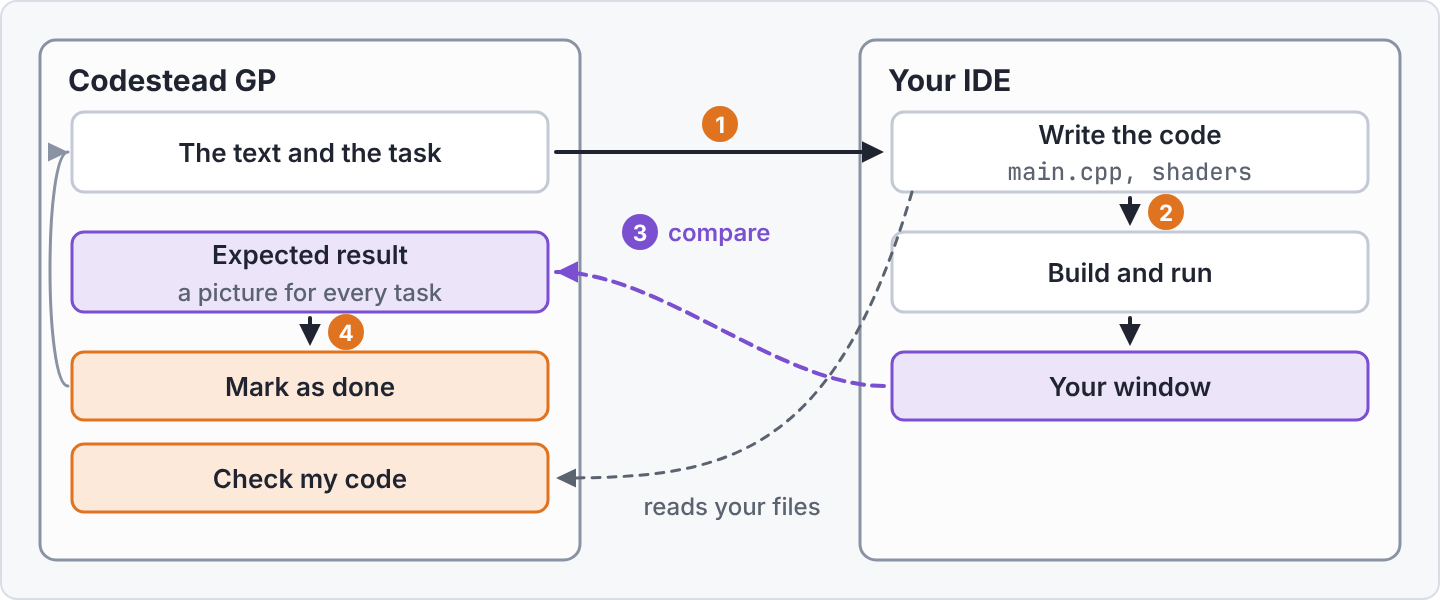 Codestead GP
The text and the task
Expected result
a picture for every task
4
Mark as done
Check my code
1
3 compare
reads your files
Your IDE
Write the code
main.cpp, shaders
2
Build and run
Your window